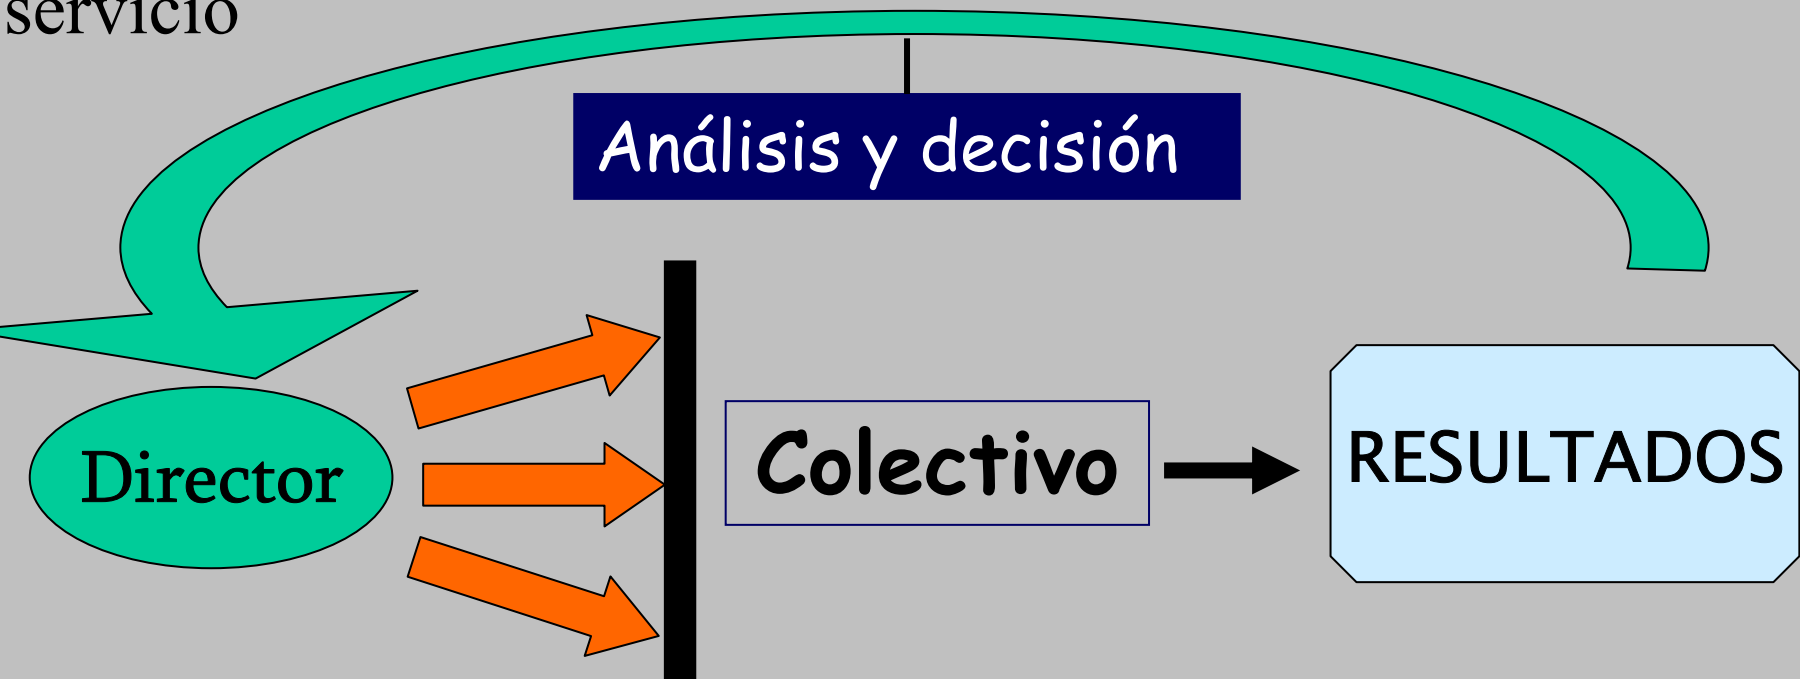 servicio
Análisis y decisión
Director
Colectivo
RESULTADOS